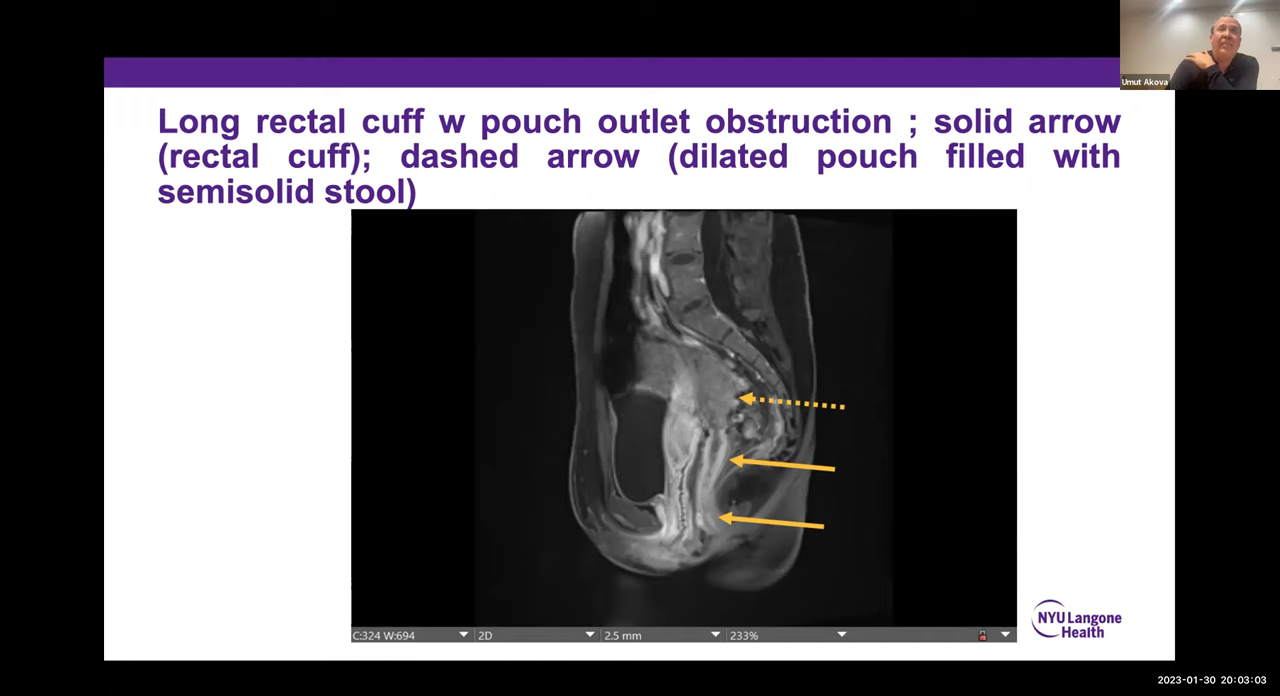 Umut Akova
Long rectal cuff w pouch outlet obstruction ; solid arrow
(rectal cuff); dashed arrow (dilated pouch filled with
semisolid stool)
C:324 W:694 2D 2.5 mm 233%
NYU Langone
Health
2023-01-30 20:03:03